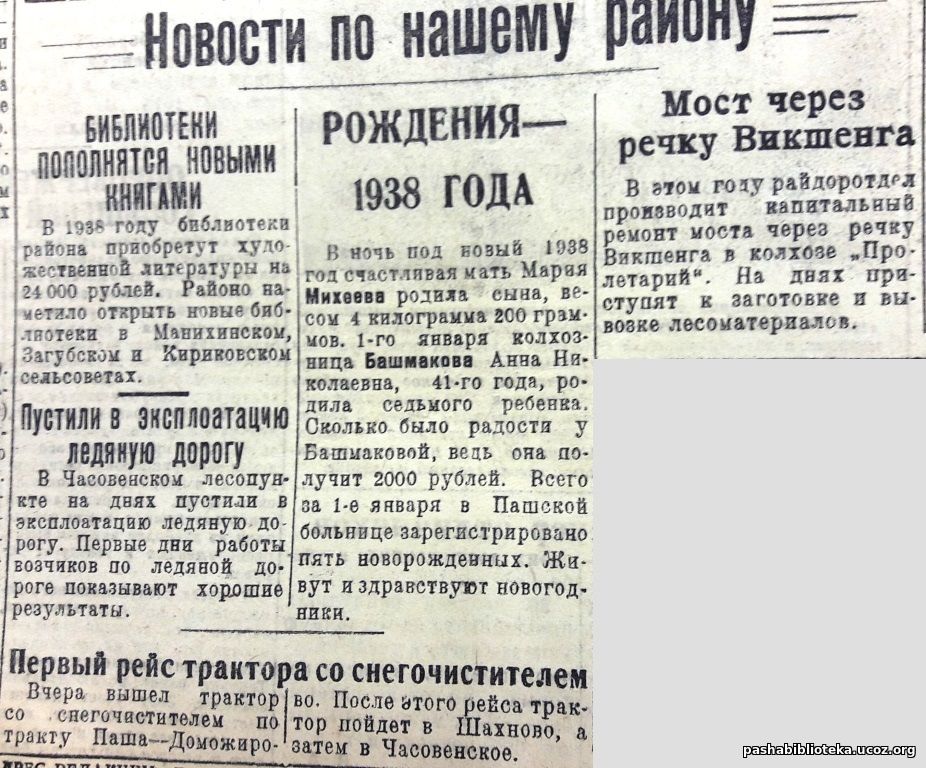 Новости по нашему району
БИБЛИОТЕКИ
ПОПОЛНЯТСЯ НОВЫМИ
КНИГАМИ
В 1938 году библиотеки
района приобретут худо-
жественной литературы на
24 000 рублей. Районо на-
метило открыть новые биб-
лиотеки в Манихинском,
Загубском и Кириковском
сельсоветах.
Пустили в эксплоатацию
ледяную дорогу
В Часовенском лесопун-
кте на днях пустили в
эксплоатацию ледяную до-
рогу. Первые дни работы
возчиков по ледяной до-
роге показывают хорошие
результаты.
РОЖДЕНИЯ—
1938 ГОДА
В ночь под новый 1938
год счастливая мать Мария
Михеева родила сына, ве-
сом 4 килограмма 200 грам-
мов. 1-го января колхоз-
ница Башмакова Анна Ни-
колаевна, 41-го года, ро-
дила седьмого ребенка.
Сколько было радости у
Башмаковой, ведь она по-
лучит 2000 рублей. Всего
за 1-е января в Пашской
больнице зарегистрировано
пять новорожденных. Жи-
вут и здравствуют новогод-
ники.
Мост через
речку Викшенга
В этом году райдоротдел
производит капитальный
ремонт моста через речку
Викшенга в колхозе „Про-
летарий“. На днях при-
ступят к заготовке и вы-
возке лесоматериалов.
Первый рейс трактора со снегочистителем
Вчера вышел трактор
со снегочистителем по
тракту Паша—Доможиро-
во. После этого рейса трак-
тор пойдет в Шахново, а
затем в Часовенское.
pashabiblioteka.ucoz.org